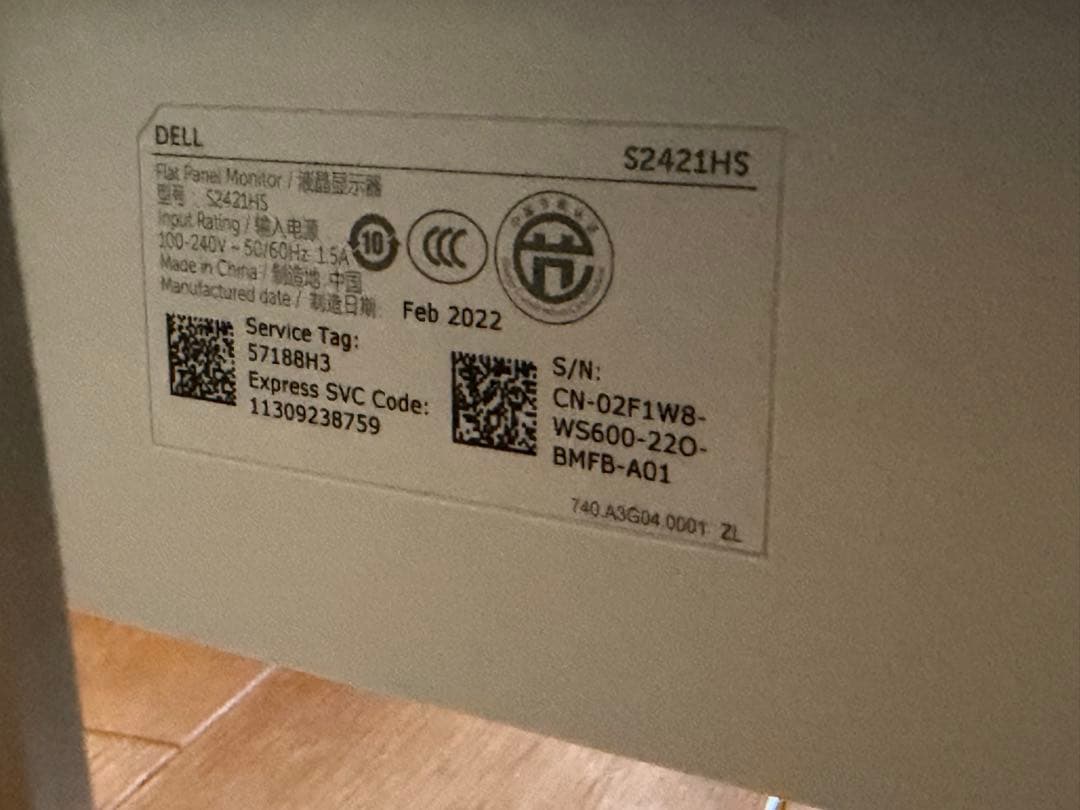 DELL
S2421HS
Flat Panel Monitor / 液晶显示器
型号 : S2421HS
Input Rating / 输入电源
100-240V ~ 50/60Hz 1.5A
Made in China / 制造地 中国
Manufactured date / 制造日期:
Feb 2022
10
CCC
Service Tag:
57188H3
Express SVC Code:
11309238759
S/N:
CN-02F1W8-
WS600-22O-
BMFB-A01
740.A3G04.0001 ZL